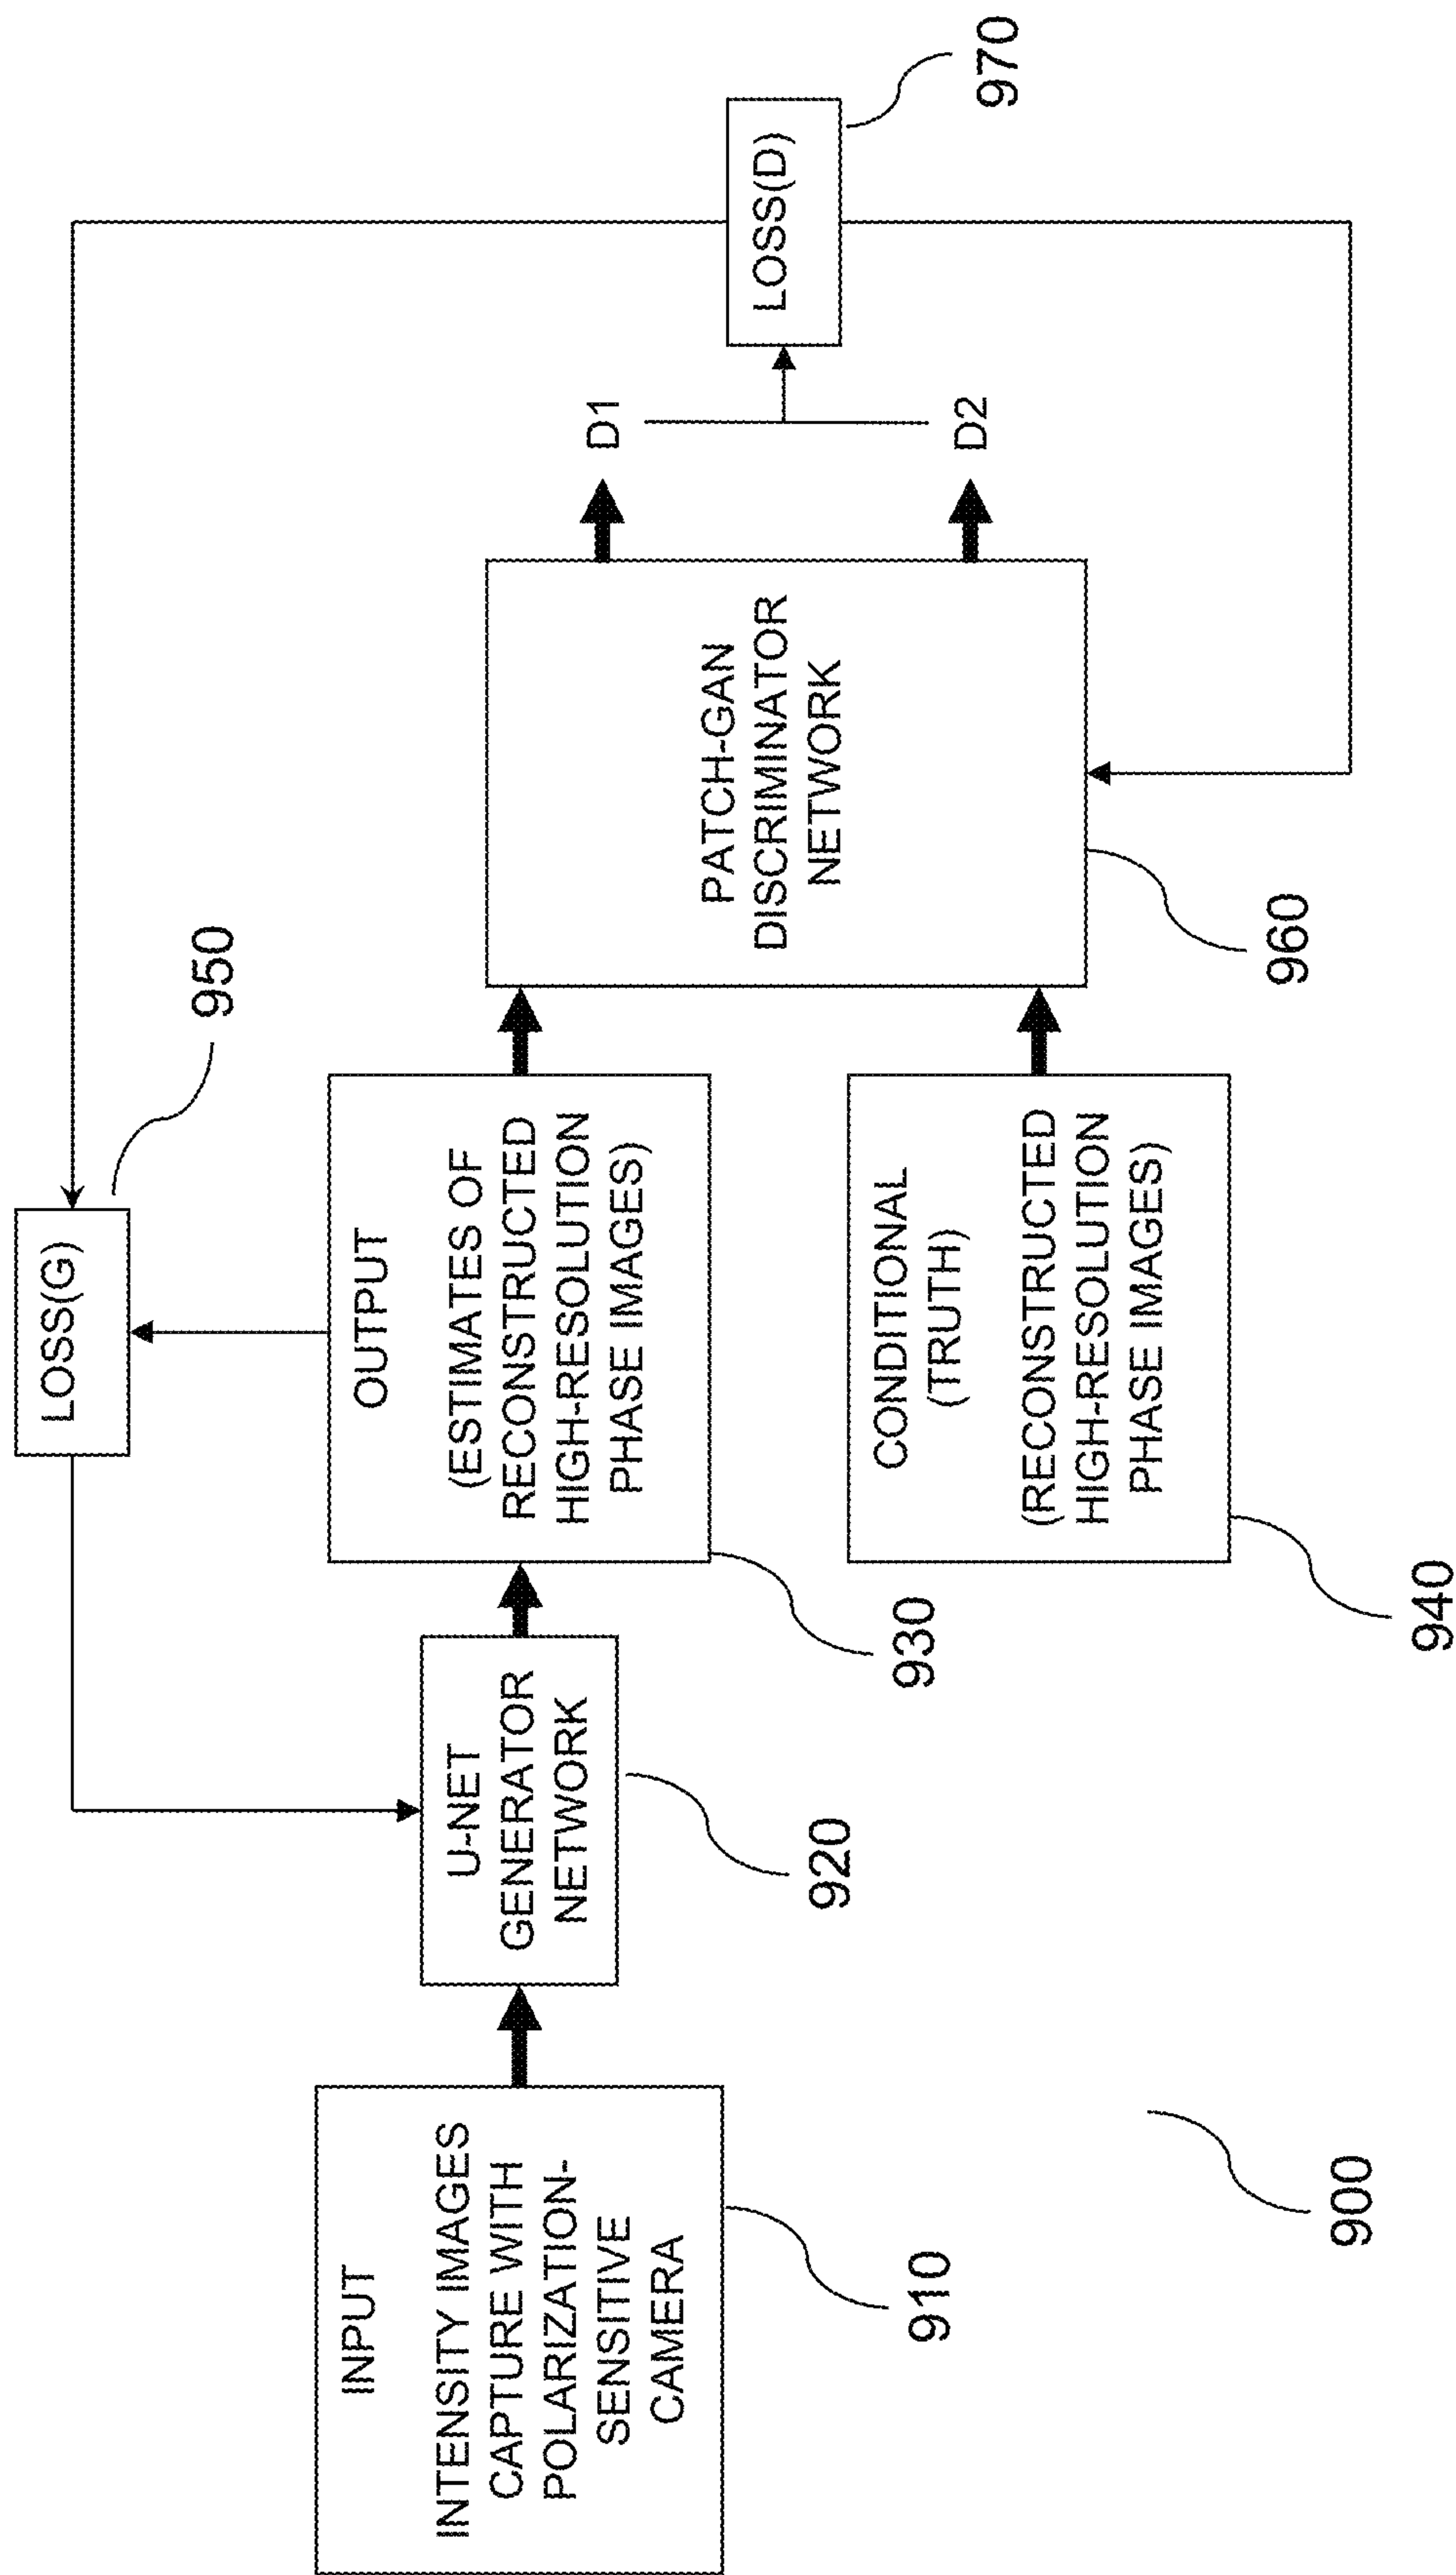 LOSS(G)
950
INPUT
INTENSITY IMAGES
CAPTURE WITH
POLARIZATION-
SENSITIVE
CAMERA
910
U-NET
GENERATOR
NETWORK
920
OUTPUT
(ESTIMATES OF
RECONSTRUCTED
HIGH-RESOLUTION
PHASE IMAGES)
930
CONDITIONAL
(TRUTH)
(RECONSTRUCTED
HIGH-RESOLUTION
PHASE IMAGES)
940
PATCH-GAN
DISCRIMINATOR
NETWORK
960
D1
D2
LOSS(D)
970
900